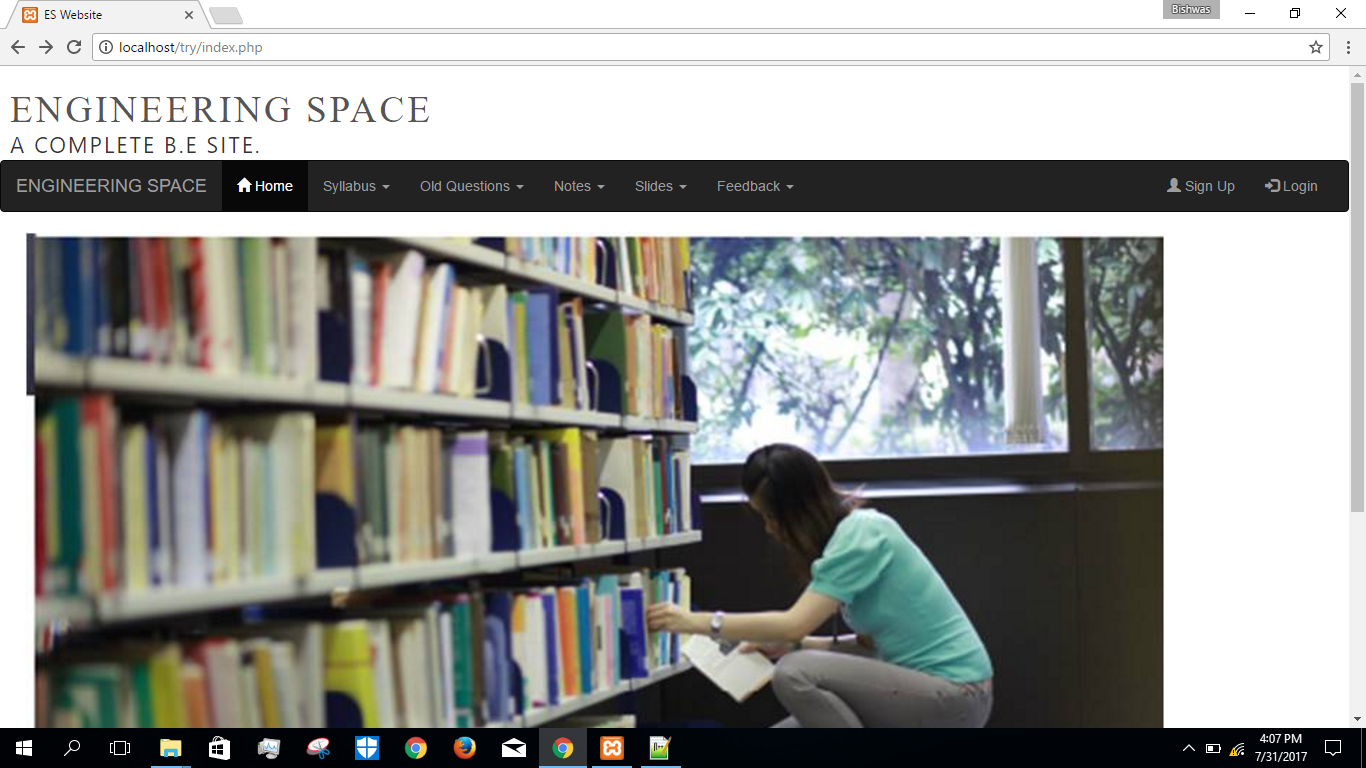 ES Website
Bishwas
localhost/try/index.php
ENGINEERING SPACE
A COMPLETE B.E SITE.
ENGINEERING SPACE Home Syllabus Old Questions Notes Slides Feedback Sign Up Login
4:07 PM
7/31/2017